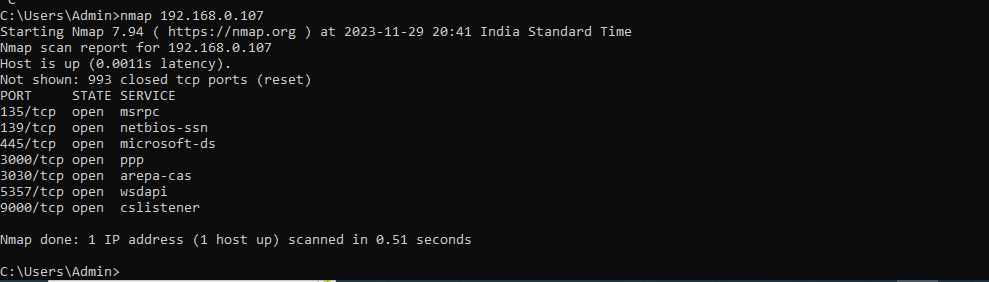 C:\Users\Admin>nmap 192.168.0.107
Starting Nmap 7.94 ( https://nmap.org ) at 2023-11-29 20:41 India Standard Time
Nmap scan report for 192.168.0.107
Host is up (0.0011s latency).
Not shown: 993 closed tcp ports (reset)
PORT     STATE SERVICE
135/tcp  open  msrpc
139/tcp  open  netbios-ssn
445/tcp  open  microsoft-ds
3000/tcp open  ppp
3030/tcp open  arepa-cas
5357/tcp open  wsdapi
9000/tcp open  cslistener
Nmap done: 1 IP address (1 host up) scanned in 0.51 seconds
C:\Users\Admin>